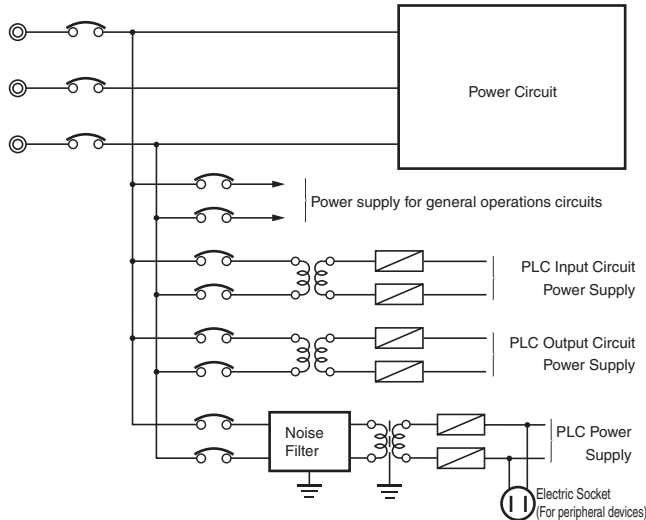 Power Circuit
Power supply for general operations circuits
PLC Input Circuit
Power Supply
PLC Output Circuit
Power Supply
Noise
Filter
PLC Power
Supply
Electric Socket
(For peripheral devices)